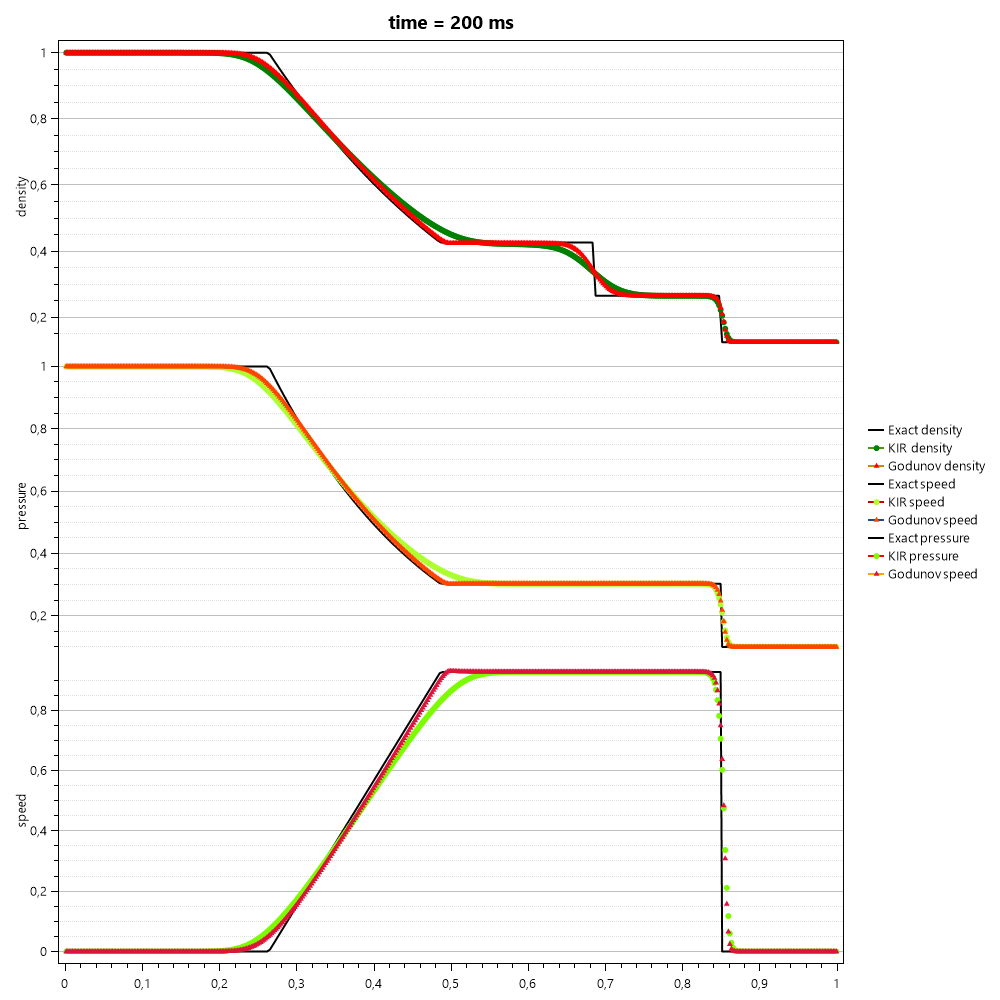 time = 200 ms
1
0,8
0,6
0,4
0,2
density
1
0,8
0,6
0,4
0,2
pressure
0,8
0,6
0,4
0,2
0
speed
0 0,1 0,2 0,3 0,4 0,5 0,6 0,7 0,8 0,9 1
Exact density
KIR density
Godunov density
Exact speed
KIR speed
Godunov speed
Exact pressure
KIR pressure
Godunov speed